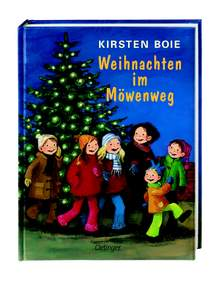 KIRSTEN BOIE
Weihnachten
im
Möwenweg
Oetinger